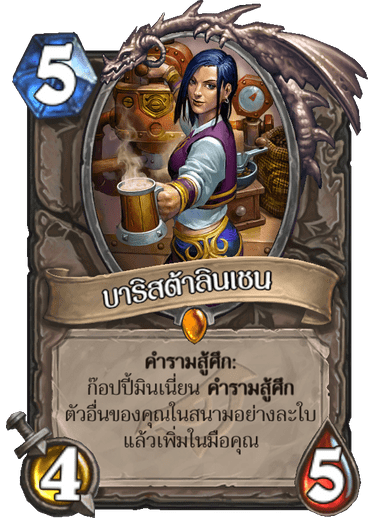 5
บาริสต้าลินเชน
คำรามสู้ศึก:
ก๊อปปี้มินเนี่ยน คำรามสู้ศึก
ตัวอื่นของคุณในสนามอย่างละใบ
แล้วเพิ่มในมือคุณ
4
5